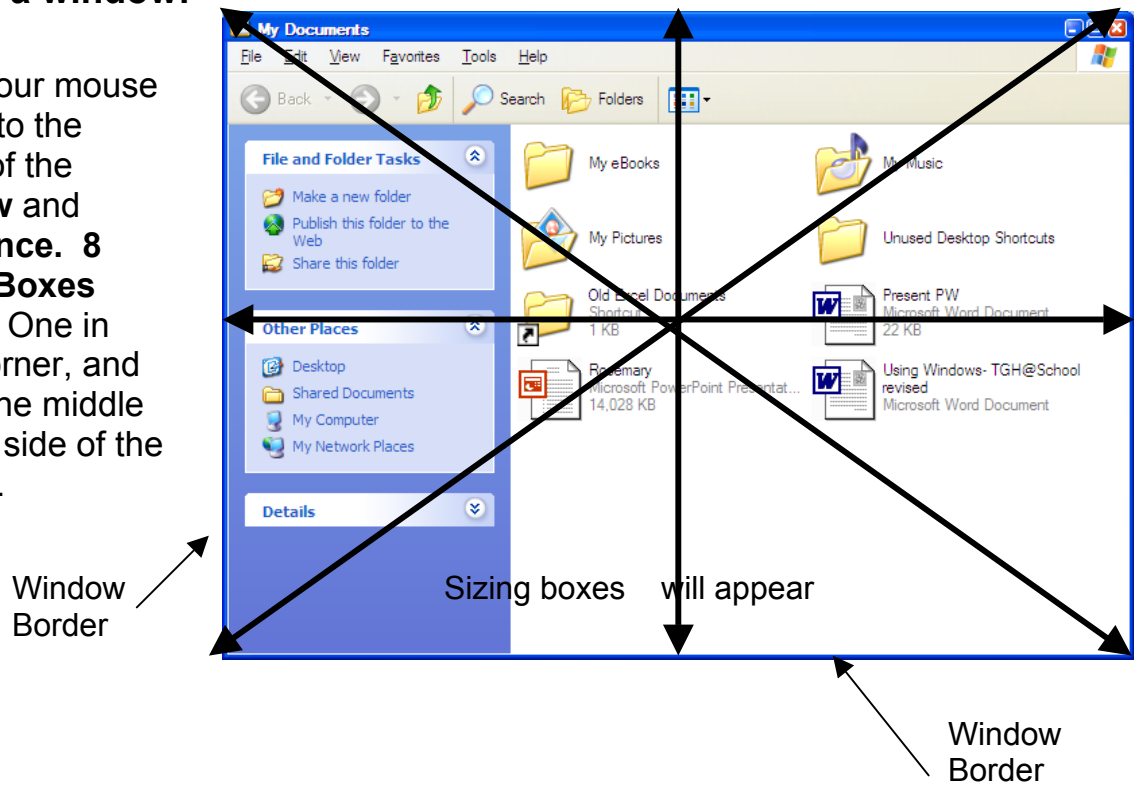 a window.
our mouse
to the
of the
w and
nce. 8
Boxes
One in
orner, and
he middle
side of the
.
Window
Border
My Documents
File Edit View Favorites Tools Help
Back Search Folders
File and Folder Tasks
Make a new folder
Publish this folder to the
Web
Share this folder
Other Places
Desktop
Shared Documents
My Computer
My Network Places
Details
My eBooks
My Music
My Pictures
Unused Desktop Shortcuts
Old Excel Documents
Shortcut
1 KB
Present PW
Microsoft Word Document
22 KB
Rosemary
Microsoft PowerPoint Presentat...
14,028 KB
Using Windows- TGH@School
revised
Microsoft Word Document
Sizing boxes will appear
Window
Border